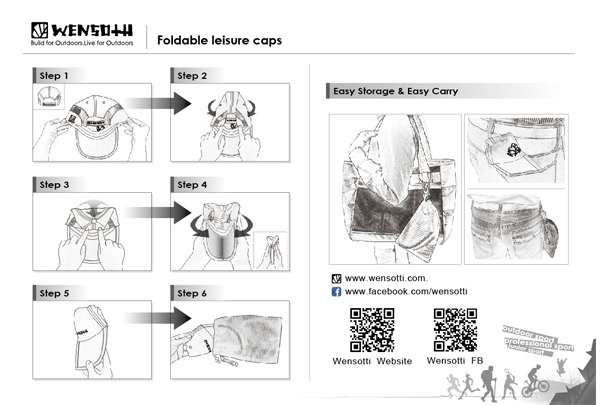 WENSOTTI
Build for Outdoors.Live for Outdoors
Foldable leisure caps
Step 1
Step 2
Step 3
Step 4
Step 5
Step 6
Easy Storage & Easy Carry
www.wensotti.com.
www.facebook.com/wensotti
Wensotti Website
Wensotti FB
outdoor sport
professional sport
junior sport